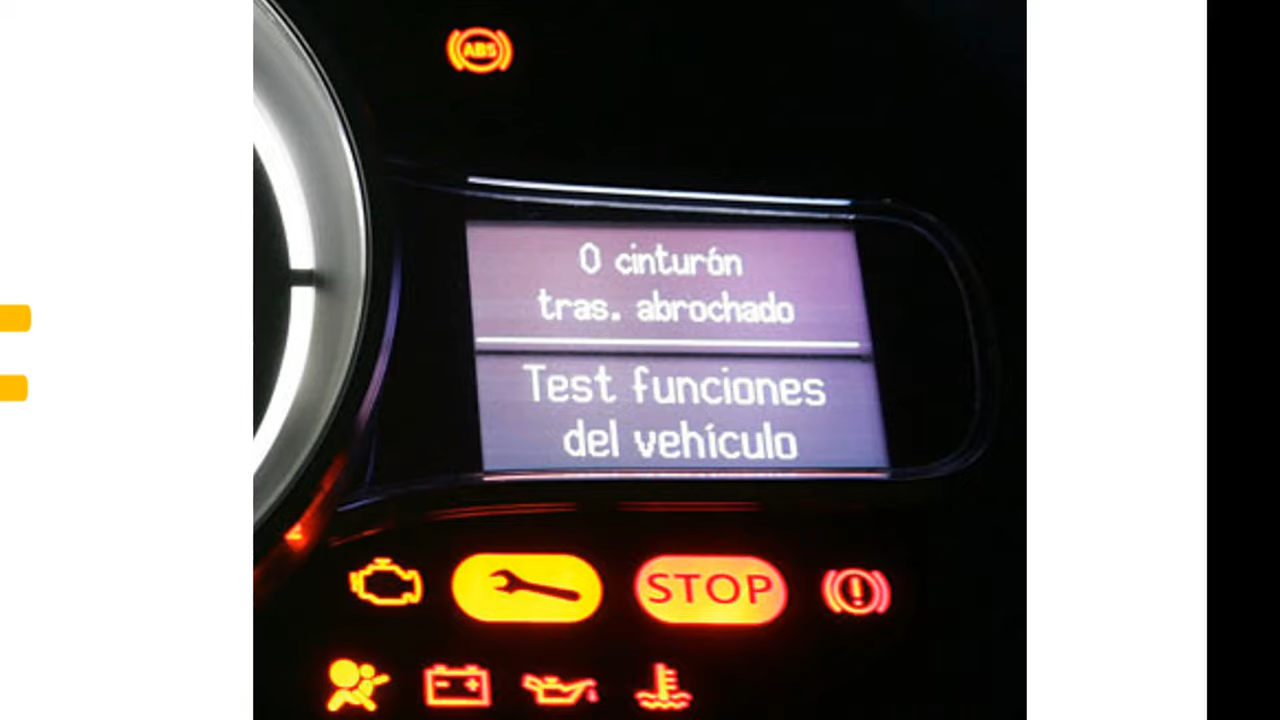 ABS
0 cinturón
tras. abrochado
Test funciones
del vehículo
STOP